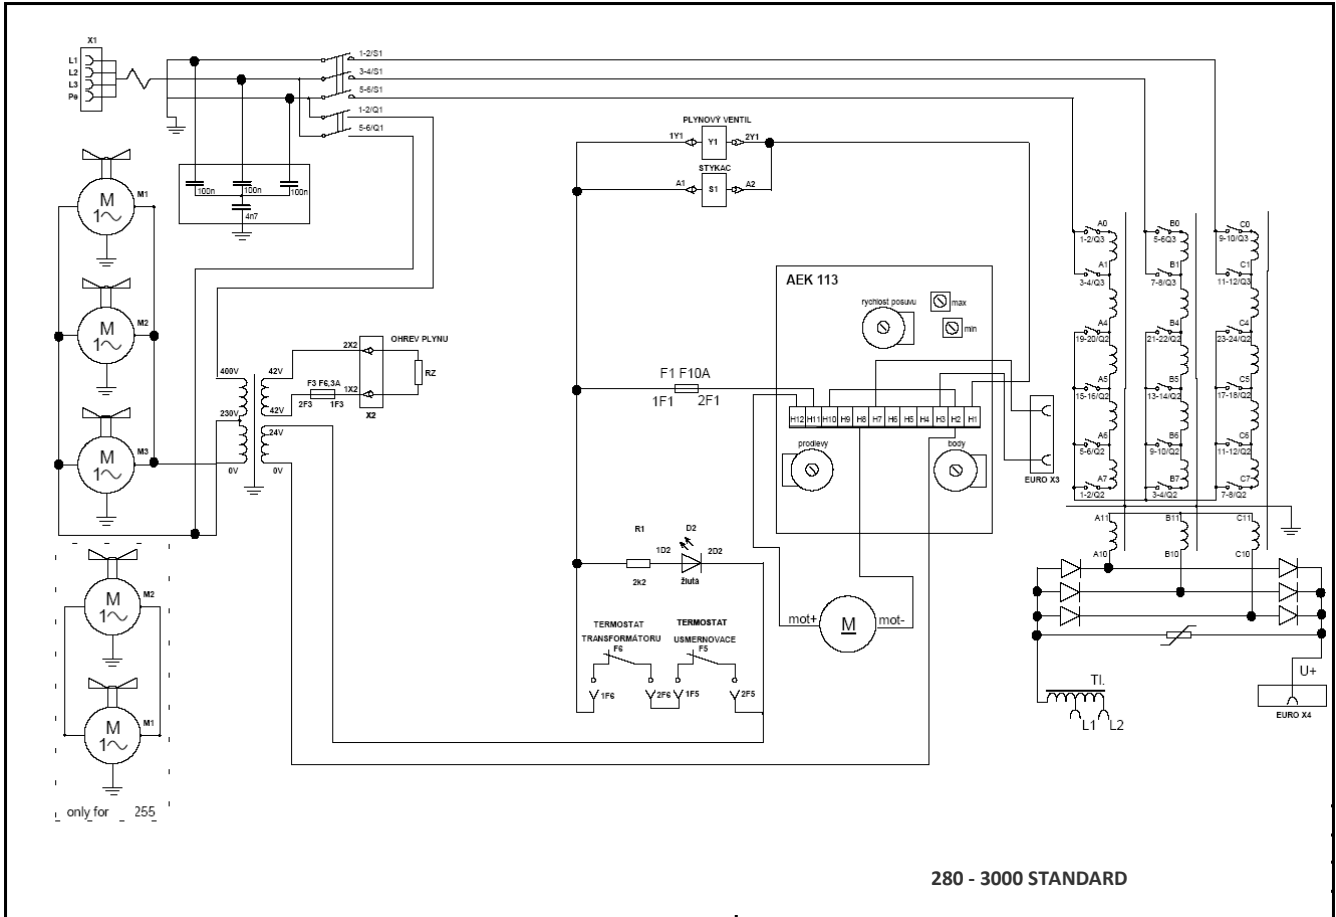 X1
L1
L2
L3
Pe
1-2/S1
3-4/S1
5-6/S1
1-2/Q1
5-6/Q1
100n
100n
100n
4n7
M
1
M1
M
1
M2
M
1
M3
M
1
M2
M
1
M1
only for 255
400V
230V
0V
42V
42V
24V
0V
F3 F6,3A
2F3
1F3
2X2
1X2
X2
OHREV PLYNU
RZ
PLYNOVÝ VENTIL
1Y1
Y1
2Y1
STYKAC
A1
S1
A2
AEK 113
rychlost posuvu
max
min
F1 F10A
1F1
2F1
H12 H11 H10 H9 H8 H7 H6 H5 H4 H3 H2 H1
prodlevy
body
EURO X3
R1
2k2
D2
1D2
2D2
žlutá
mot+
M
mot-
TERMOSTAT
TRANSFORMÁTORU
F6
1F6
2F6
TERMOSTAT
USMERNOVACE
F5
1F5
2F5
A0
1-2/Q3
A1
3-4/Q3
A4
19-20/Q2
A5
15-16/Q2
A6
5-6/Q2
A7
1-2/Q2
B0
5-6Q3
B1
7-8/Q3
B4
21-22/Q2
B5
13-14/Q2
B6
9-10/Q2
B7
3-4/Q2
C0
9-10/Q3
C1
11-12/Q3
C4
23-24/Q2
C5
17-18/Q2
C6
11-12/Q2
C7
7-8/Q2
A11
A10
B11
B10
C11
C10
Tl.
L1
L2
U+
EURO X4
280 - 3000 STANDARD